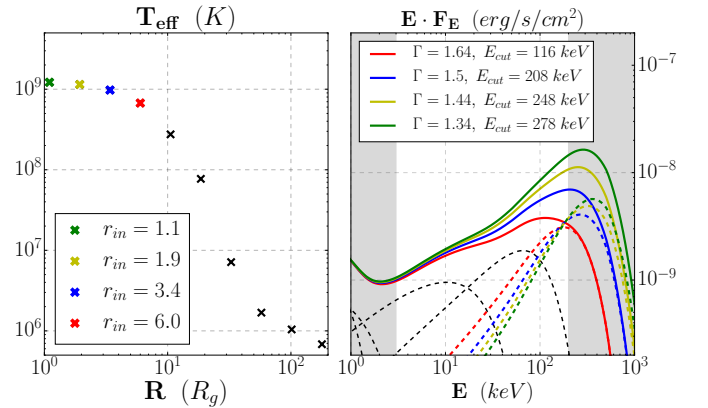 T_eff (K)
10^9
10^8
10^7
10^6
r_in = 1.1
r_in = 1.9
r_in = 3.4
r_in = 6.0
10^0 10^1 10^2
R (R_g)
E · F_E (erg/s/cm^2)
Γ = 1.64, E_cut = 116 keV
Γ = 1.5, E_cut = 208 keV
Γ = 1.44, E_cut = 248 keV
Γ = 1.34, E_cut = 278 keV
10^-7
10^-8
10^-9
10^0 10^1 10^2 10^3
E (keV)